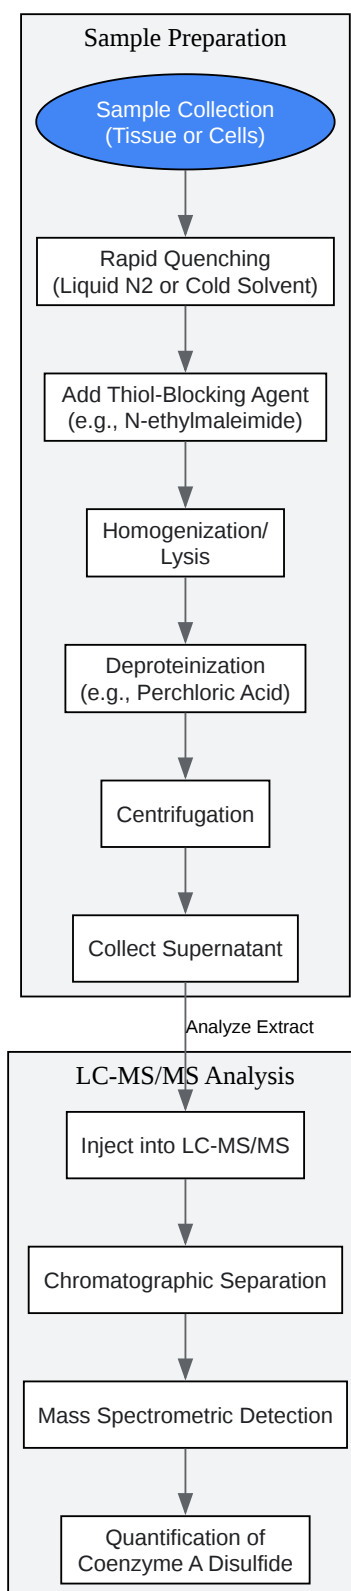 Sample Preparation
Sample Collection
(Tissue or Cells)
Rapid Quenching
(Liquid N2 or Cold Solvent)
Add Thiol-Blocking Agent
(e.g., N-ethylmaleimide)
Homogenization/
Lysis
Deproteinization
(e.g., Perchloric Acid)
Centrifugation
Collect Supernatant
Analyze Extract
LC-MS/MS Analysis
Inject into LC-MS/MS
Chromatographic Separation
Mass Spectrometric Detection
Quantification of
Coenzyme A Disulfide